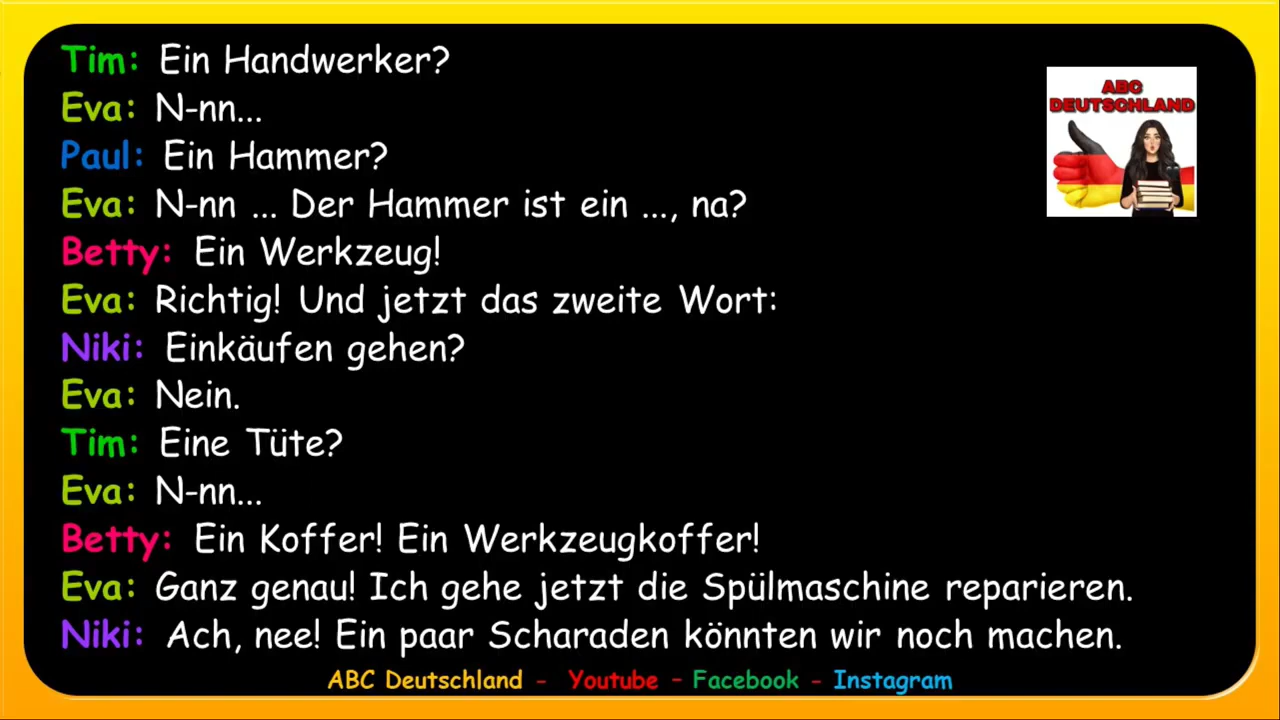 Tim: Ein Handwerker?
Eva: N-nn...
Paul: Ein Hammer?
Eva: N-nn ... Der Hammer ist ein ..., na?
Betty: Ein Werkzeug!
Eva: Richtig! Und jetzt das zweite Wort:
Niki: Einkäufen gehen?
Eva: Nein.
Tim: Eine Tüte?
Eva: N-nn...
Betty: Ein Koffer! Ein Werkzeugkoffer!
Eva: Ganz genau! Ich gehe jetzt die Spülmaschine reparieren.
Niki: Ach, nee! Ein paar Scharaden könnten wir noch machen.
ABC
DEUTSCHLAND
ABC Deutschland - Youtube - Facebook - Instagram